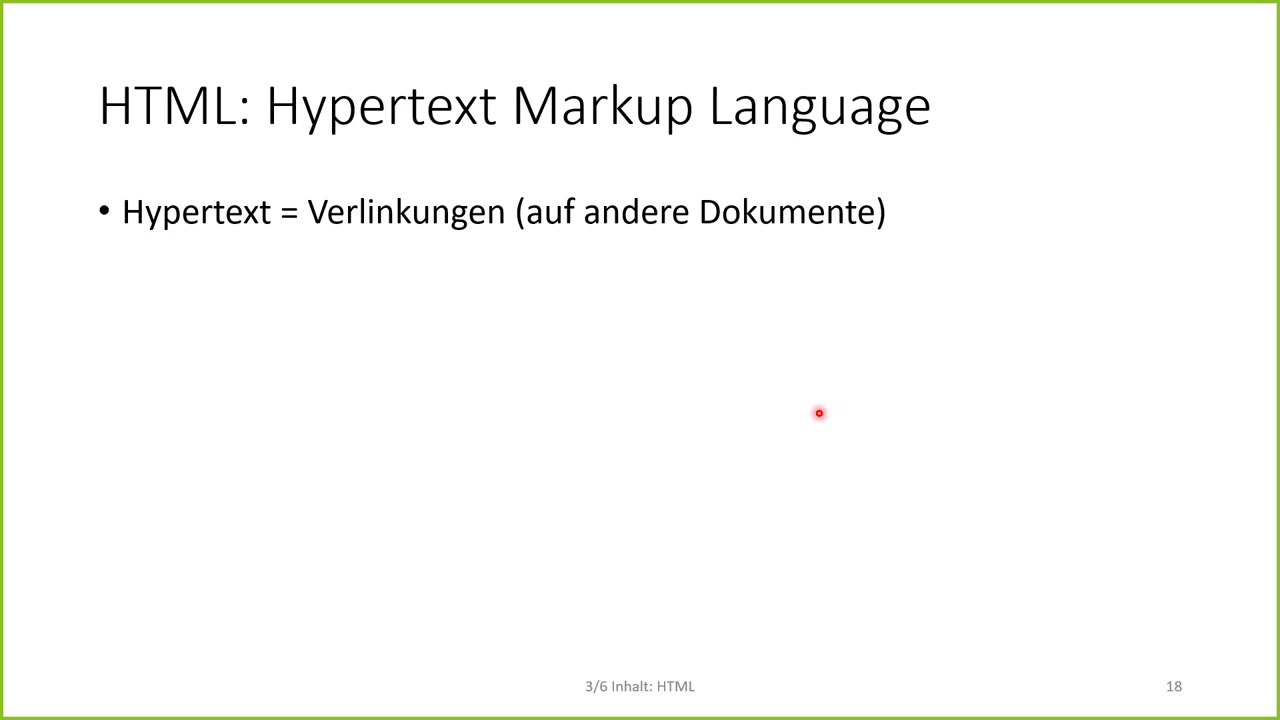 HTML: Hypertext Markup Language
• Hypertext = Verlinkungen (auf andere Dokumente)
3/6 Inhalt: HTML
18